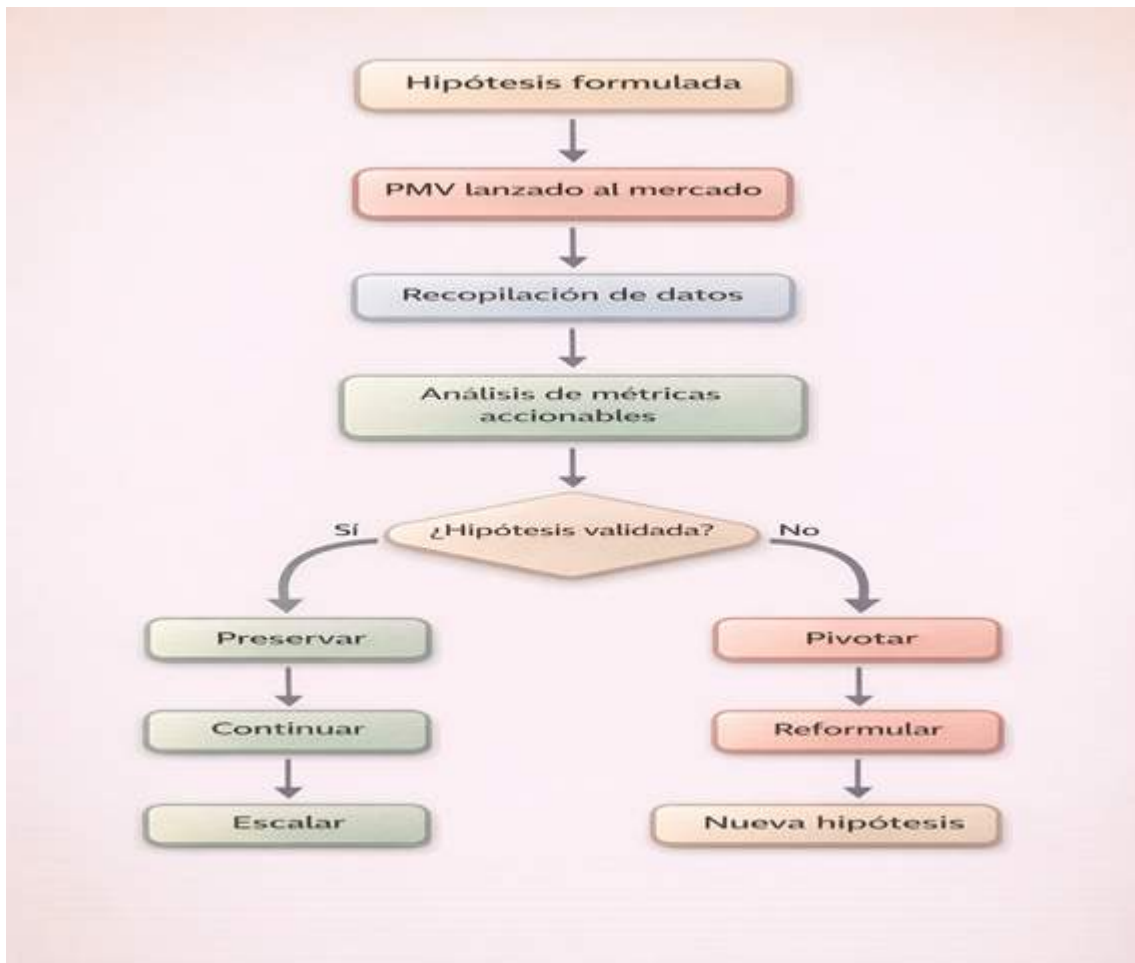 Hipótesis formulada
PMV lanzado al mercado
Recopilación de datos
Análisis de métricas
accionables
Sí
¿Hipótesis validada?
No
Preservar
Pivotar
Continuar
Reformular
Escalar
Nueva hipótesis